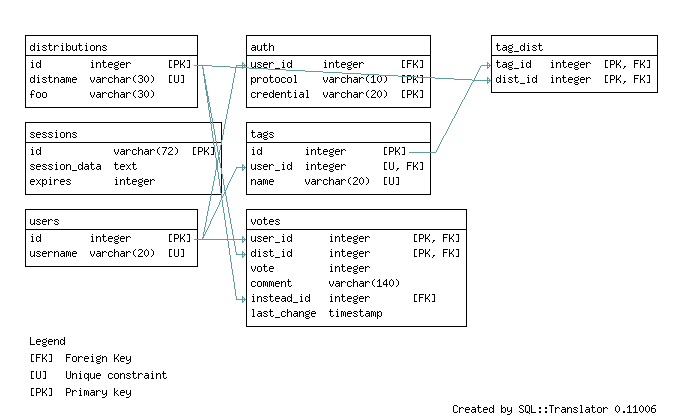 distributions
id integer [PK]
distname varchar(30) [U]
foo varchar(30)
auth
user_id integer [FK]
protocol varchar(10) [PK]
credential varchar(20) [PK]
tag_dist
tag_id integer [PK, FK]
dist_id integer [PK, FK]
sessions
id varchar(72) [PK]
session_data text
expires integer
tags
id integer [PK]
user_id integer [U, FK]
name varchar(20) [U]
users
id integer [PK]
username varchar(20) [U]
votes
user_id integer [PK, FK]
dist_id integer [PK, FK]
vote integer
comment varchar(140)
instead_id integer [FK]
last_change timestamp
Legend
[FK] Foreign Key
[U] Unique constraint
[PK] Primary key
Created by SQL::Translator 0.11006